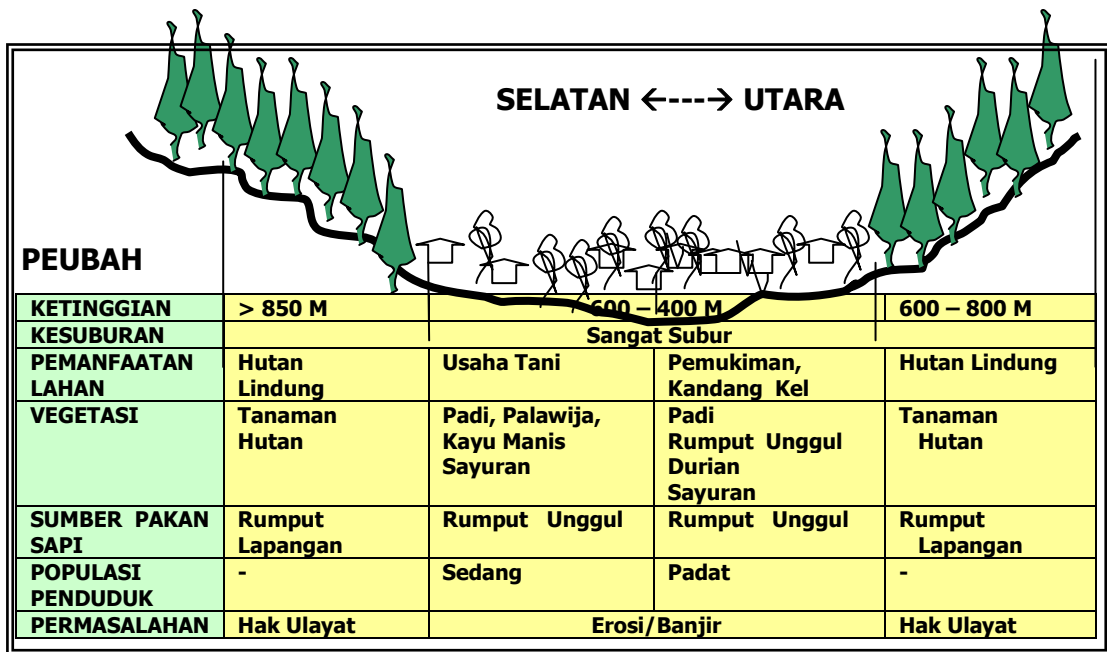 SELATAN ←---→ UTARA
PEUBAH
KETINGGIAN > 850 M 600 – 400 M 600 – 800 M
KESUBURAN Sangat Subur
PEMANFAATAN Hutan Usaha Tani Pemukiman, Hutan Lindung
LAHAN Lindung Kandang Kel
VEGETASI Tanaman Padi, Palawija, Padi Tanaman
Hutan Kayu Manis Rumput Unggul Hutan
Sayuran Durian
Sayuran
SUMBER PAKAN Rumput Rumput Unggul Rumput Unggul Rumput
SAPI Lapangan Lapangan
POPULASI - Sedang Padat -
PENDUDUK
PERMASALAHAN Hak Ulayat Erosi/Banjir Hak Ulayat